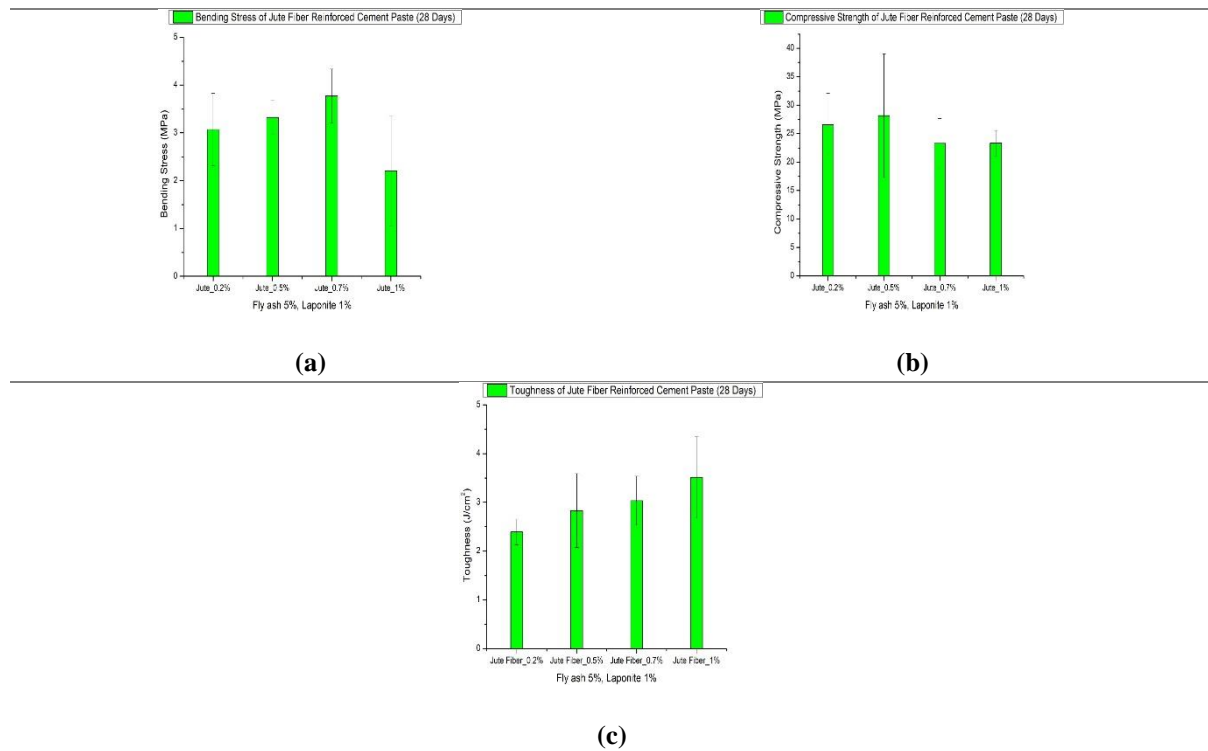 Bending Stress of Jute Fiber Reinforced Cement Paste (28 Days)
5
4
3
2
1
0
Bending Stress (MPa)
Jute_0.2% Jute_0.5% Jute_0.7% Jute_1%
Fly ash 5%, Laponite 1%
(a)
Compressive Strength of Jute Fiber Reinforced Cement Paste (28 Days)
40
35
30
25
20
15
10
5
0
Compressive Strength (MPa)
Jute_0.2% Jute_0.5% Jute_0.7% Jute_1%
Fly ash 5%, Laponite 1%
(b)
Toughness of Jute Fiber Reinforced Cement Paste (28 Days)
5
4
3
2
1
0
Toughness (J/cm²)
Jute Fiber_0.2% Jute Fiber_0.5% Jute Fiber_0.7% Jute Fiber_1%
Fly ash 5%, Laponite 1%
(c)